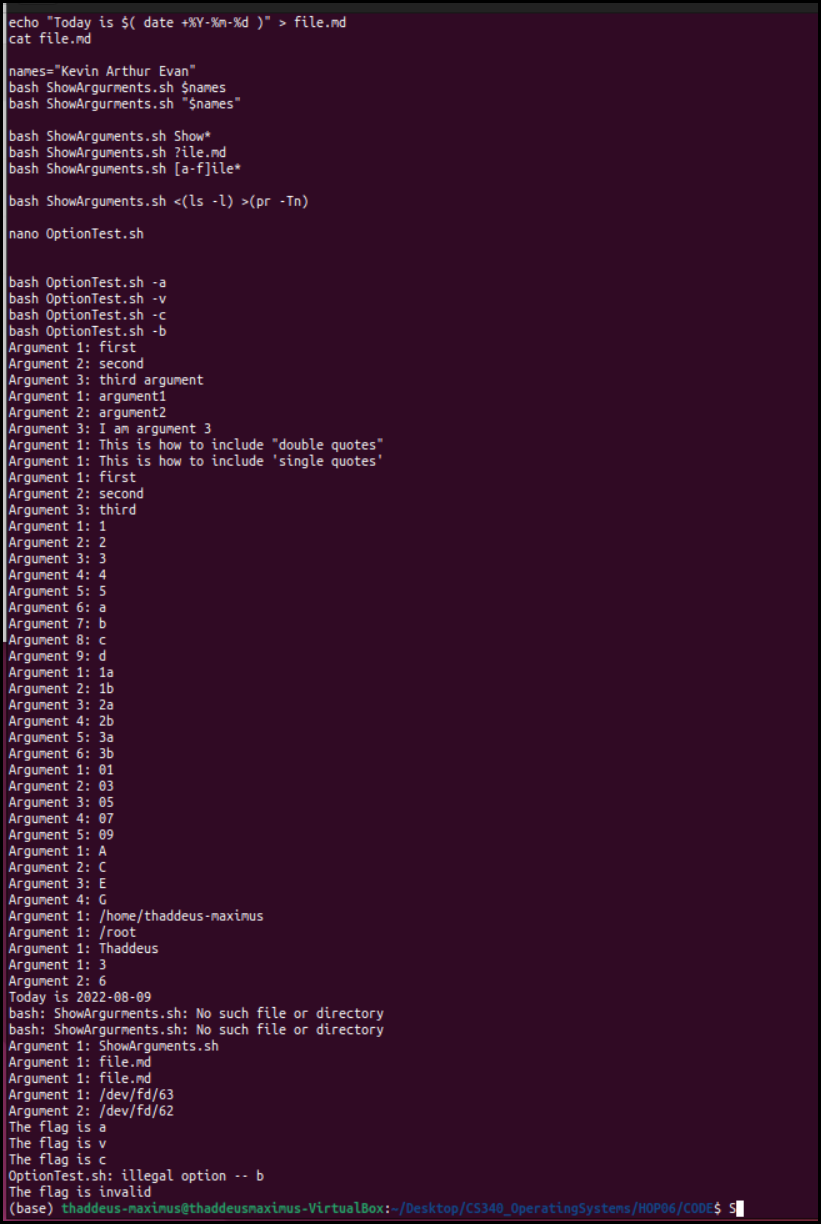 echo "Today is $( date +%Y-%m-%d )" > file.md
cat file.md
names="Kevin Arthur Evan"
bash ShowArgurments.sh $names
bash ShowArgurments.sh "$names"
bash ShowArguments.sh Show*
bash ShowArguments.sh ?ile.md
bash ShowArguments.sh [a-f]ile*
bash ShowArguments.sh <(ls -l) >(pr -Tn)
nano OptionTest.sh
bash OptionTest.sh -a
bash OptionTest.sh -v
bash OptionTest.sh -c
bash OptionTest.sh -b
Argument 1: first
Argument 2: second
Argument 3: third argument
Argument 1: argument1
Argument 2: argument2
Argument 3: I am argument 3
Argument 1: This is how to include "double quotes"
Argument 1: This is how to include 'single quotes'
Argument 1: first
Argument 2: second
Argument 3: third
Argument 1: 1
Argument 2: 2
Argument 3: 3
Argument 4: 4
Argument 5: 5
Argument 6: a
Argument 7: b
Argument 8: c
Argument 9: d
Argument 1: 1a
Argument 2: 1b
Argument 3: 2a
Argument 4: 2b
Argument 5: 3a
Argument 6: 3b
Argument 1: 01
Argument 2: 03
Argument 3: 05
Argument 4: 07
Argument 5: 09
Argument 1: A
Argument 2: C
Argument 3: E
Argument 4: G
Argument 1: /home/thaddeus-maximus
Argument 1: /root
Argument 1: Thaddeus
Argument 1: 3
Argument 2: 6
Today is 2022-08-09
bash: ShowArgurments.sh: No such file or directory
bash: ShowArgurments.sh: No such file or directory
Argument 1: ShowArguments.sh
Argument 1: file.md
Argument 1: file.md
Argument 1: /dev/fd/63
Argument 2: /dev/fd/62
The flag is a
The flag is v
The flag is c
OptionTest.sh: illegal option -- b
The flag is invalid
(base) thaddeus-maximus@thaddeusmaximus-VirtualBox:~/Desktop/CS340_OperatingSystems/HOP06/CODE$ S